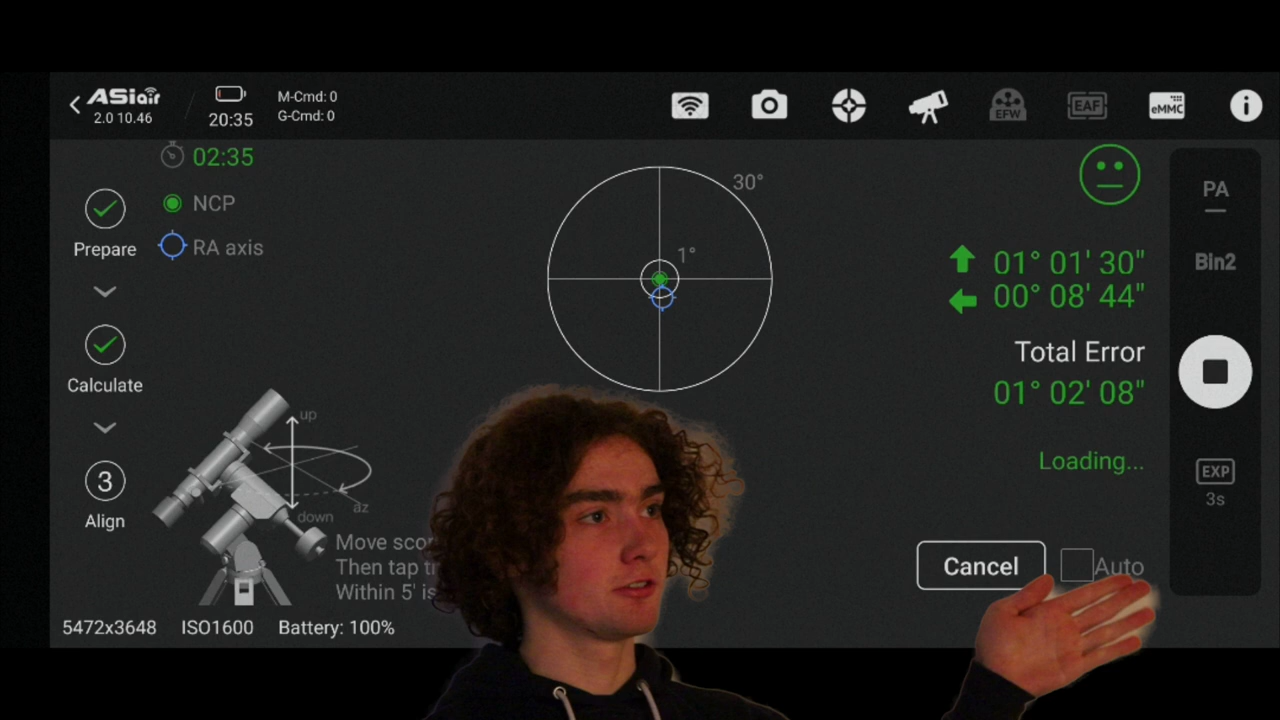 ASiair
2.0 10.46
20:35
M-Cmd: 0
G-Cmd: 0
EFW
EAF
eMMC
i
02:35
NCP
RA axis
Prepare
Calculate
3
Align
30°
1°
up
down
az
01° 01' 30"
00° 08' 44"
Total Error
01° 02' 08"
Loading...
Move
Then tap
Within 5' is
Cancel
Auto
PA
Bin2
EXP
3s
5472x3648 ISO1600 Battery: 100%